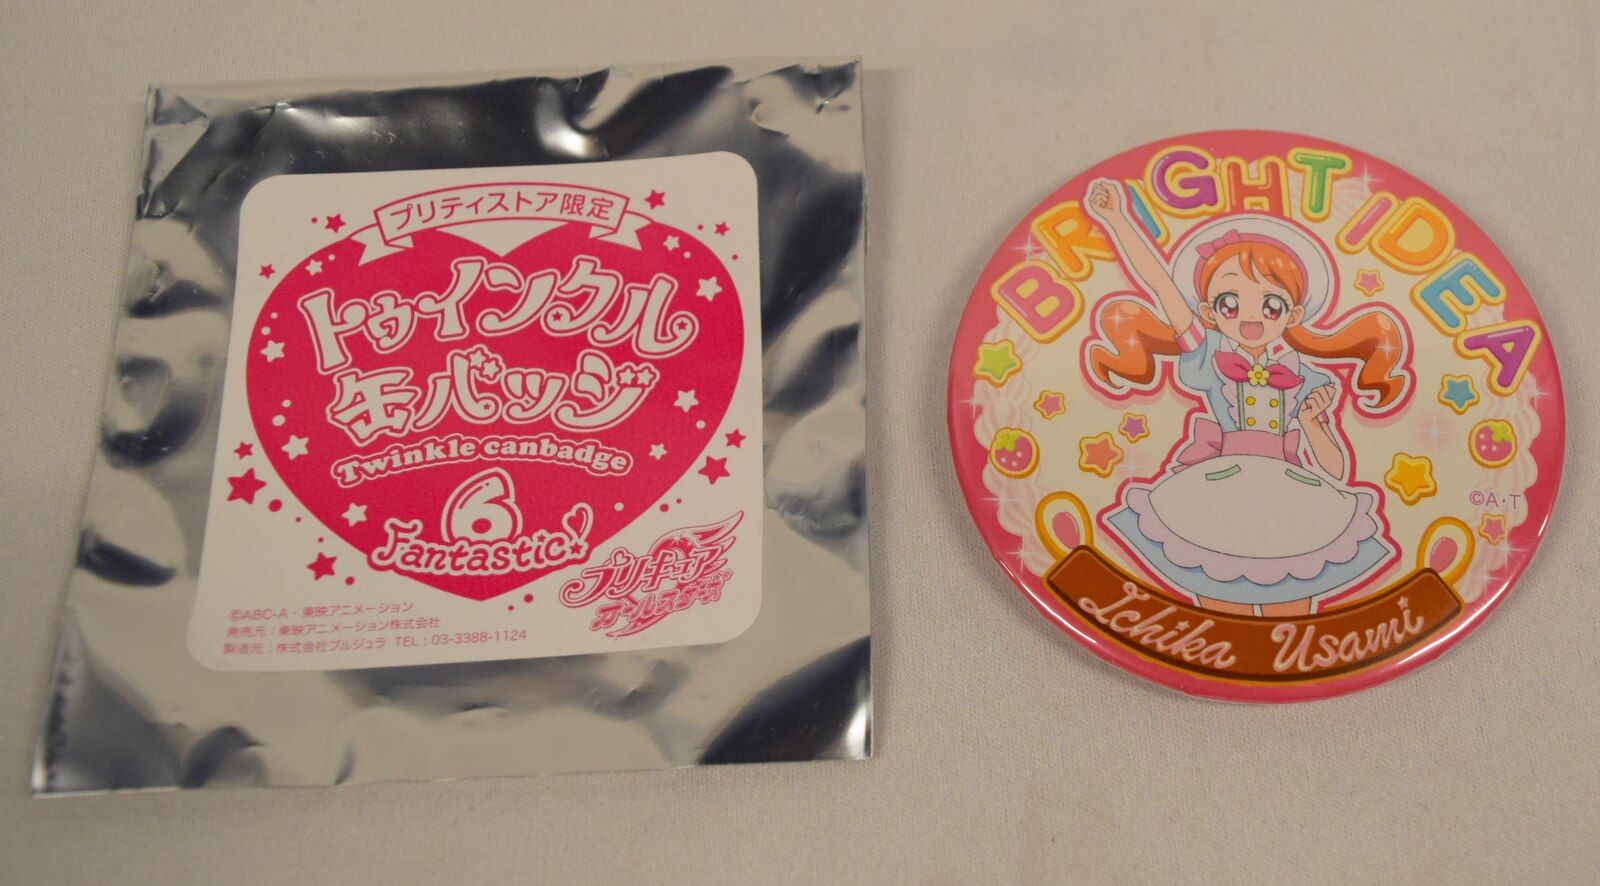 プリティストア限定
トゥインクル
缶バッジ
Twinkle canbadge
6
Fantastic!
プリキュア
オールスターズ
©ABC-A・東映アニメーション
発売元：東映アニメーション株式会社
製造元：株式会社プルジュラ TEL：03-3388-1124
BRIGHT IDEA
©A・T
Ichika Usami